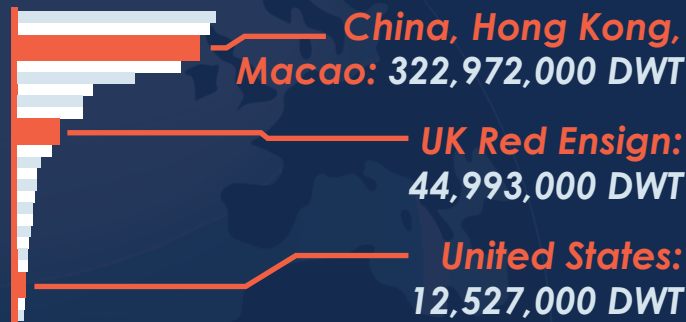 China, Hong Kong,
Macao: 322,972,000 DWT
UK Red Ensign:
44,993,000 DWT
United States:
12,527,000 DWT